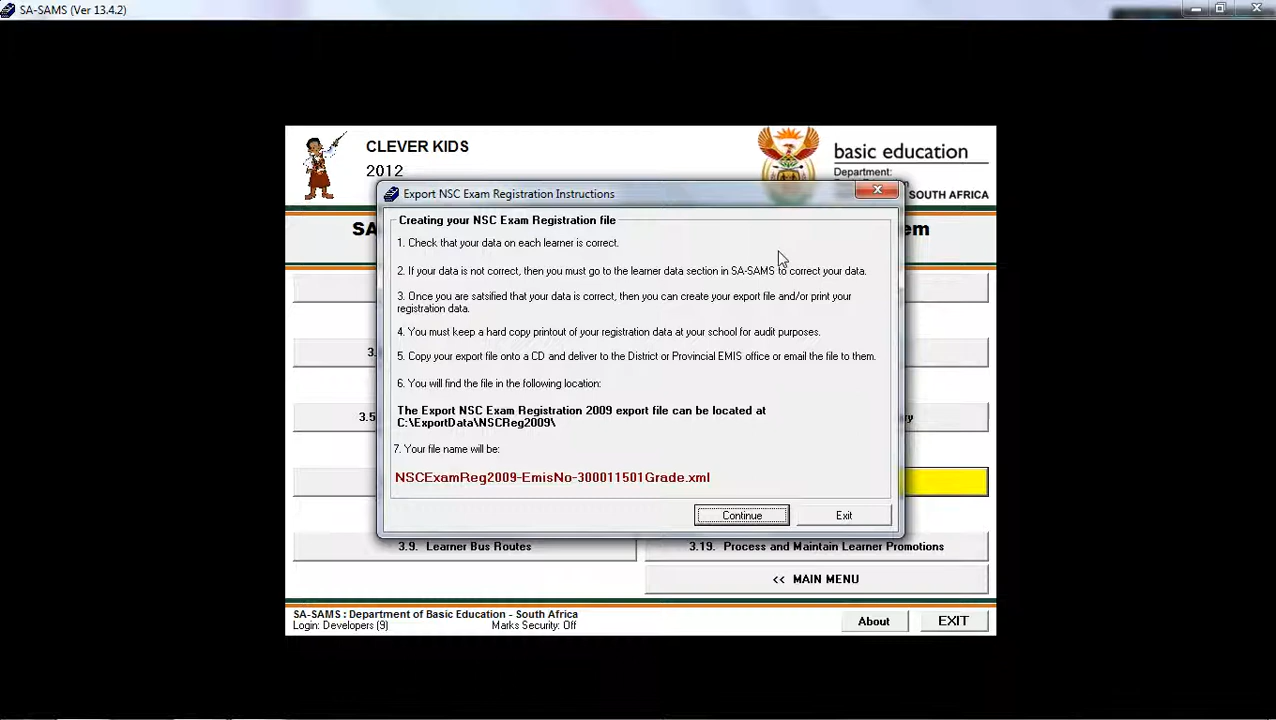 SA-SAMS (Ver 13.4.2)
CLEVER KIDS
2012
basic education
Department:
SOUTH AFRICA
SA
em
Export NSC Exam Registration Instructions
Creating your NSC Exam Registration file
1. Check that your data on each learner is correct.
2. If your data is not correct, then you must go to the learner data section in SA-SAMS to correct your data.
3. Once you are satsified that your data is correct, then you can create your export file and/or print your
registration data.
4. You must keep a hard copy printout of your registration data at your school for audit purposes.
5. Copy your export file onto a CD and deliver to the District or Provincial EMIS office or email the file to them.
6. You will find the file in the following location:
The Export NSC Exam Registration 2009 export file can be located at
C:\ExportData\NSCReg2009\
7. Your file name will be:
NSCExamReg2009-EmisNo-300011501Grade.xml
Continue
Exit
3.
3.5
y
3.9. Learner Bus Routes
3.19. Process and Maintain Learner Promotions
<< MAIN MENU
SA-SAMS : Department of Basic Education - South Africa
Login: Developers (9)
Marks Security: Off
About
EXIT